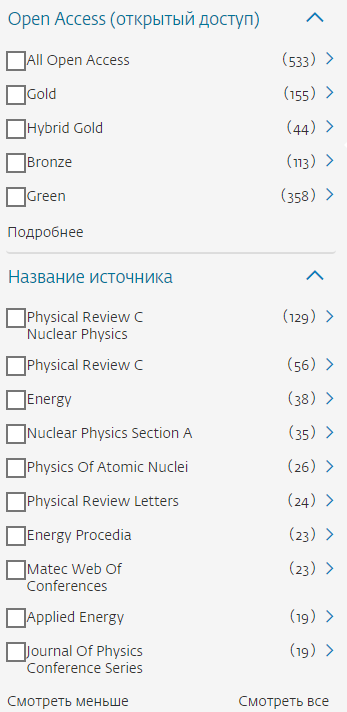 Open Access (открытый доступ)
All Open Access (533)
Gold (155)
Hybrid Gold (44)
Bronze (113)
Green (358)
Подробнее
Название источника
Physical Review C (129)
Nuclear Physics
Physical Review C (56)
Energy (38)
Nuclear Physics Section A (35)
Physics Of Atomic Nuclei (26)
Physical Review Letters (24)
Energy Procedia (23)
Matec Web Of (23)
Conferences
Applied Energy (19)
Journal Of Physics (19)
Conference Series
Смотреть меньше Смотреть все